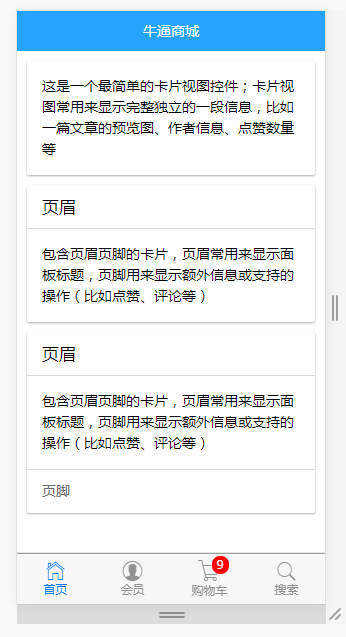 牛逼商城
这是一个最简单的卡片视图控件；卡片视
图常用来显示完整独立的一段信息，比如
一篇文章的预览图、作者信息、点赞数量
等
页眉
包含页眉页脚的卡片，页眉常用来显示面
板标题，页脚用来显示额外信息或支持的
操作（比如点赞、评论等）
页眉
包含页眉页脚的卡片，页眉常用来显示面
板标题，页脚用来显示额外信息或支持的
操作（比如点赞、评论等）
页脚
9
首页 会员 购物车 搜索